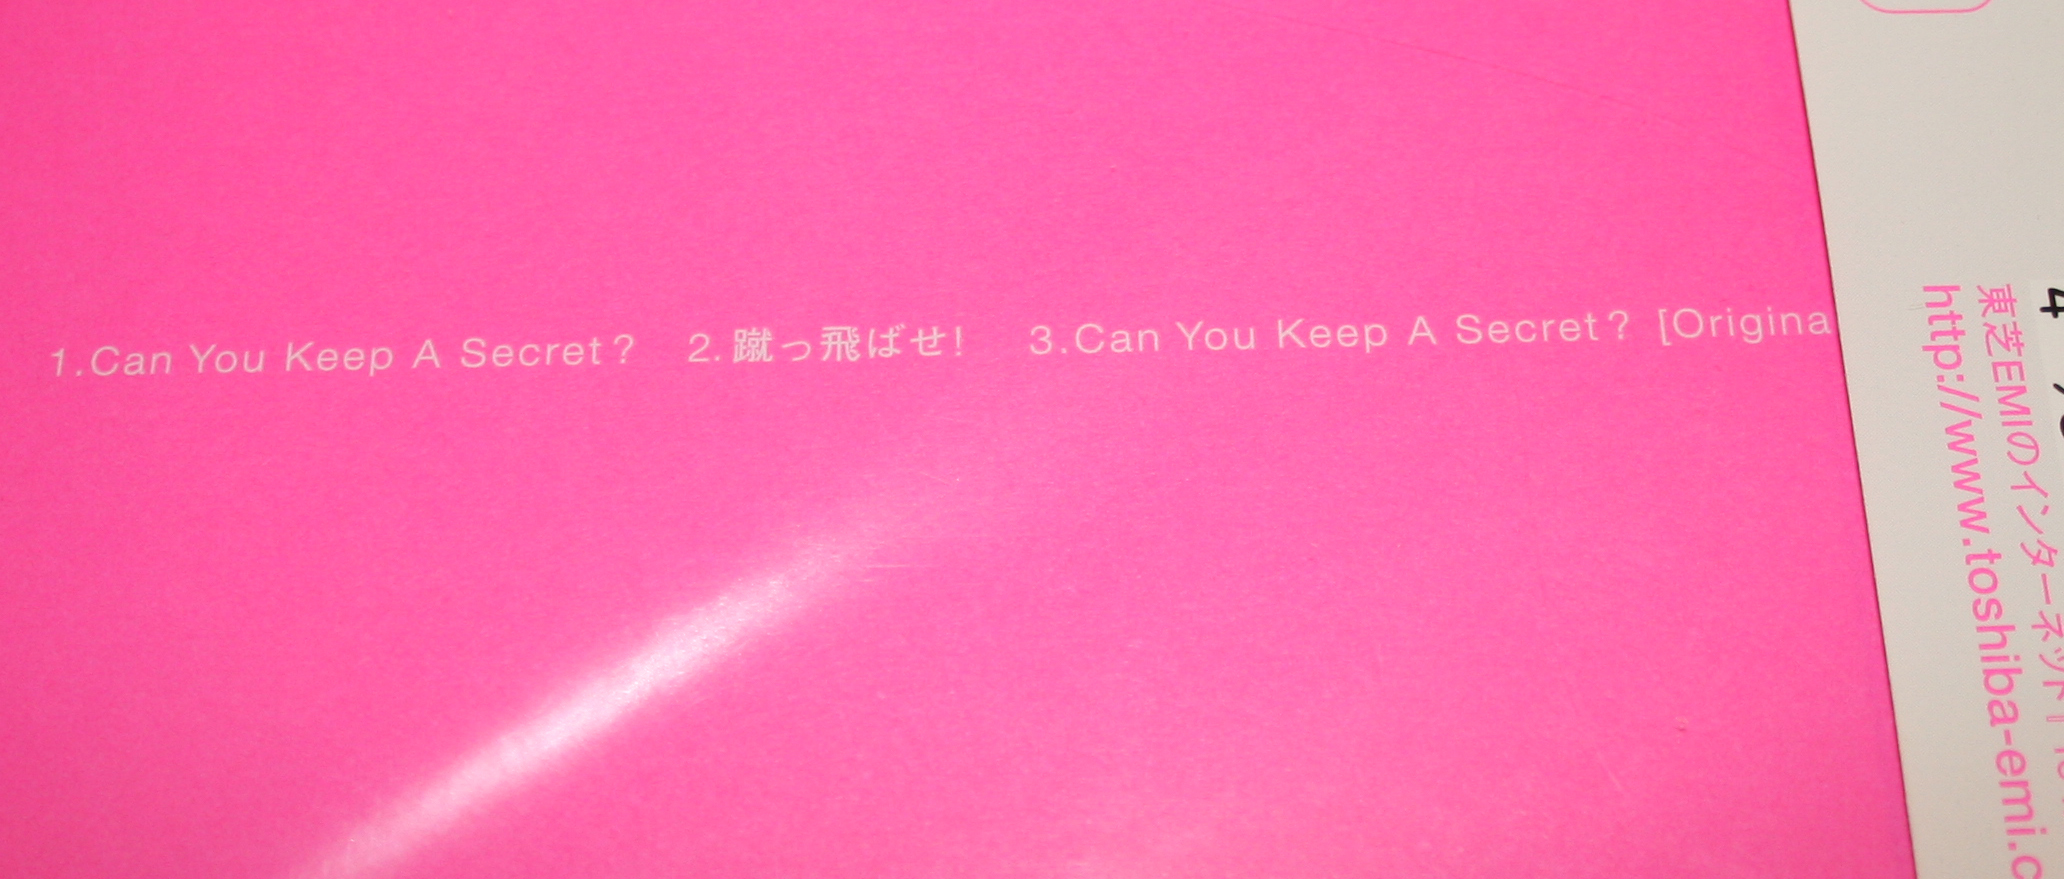 1.Can You Keep A Secret? 2.蹴っ飛ばせ! 3.Can You Keep A Secret? [Origina
4
東芝EMIのインターネット
http://www.toshiba-emi.c